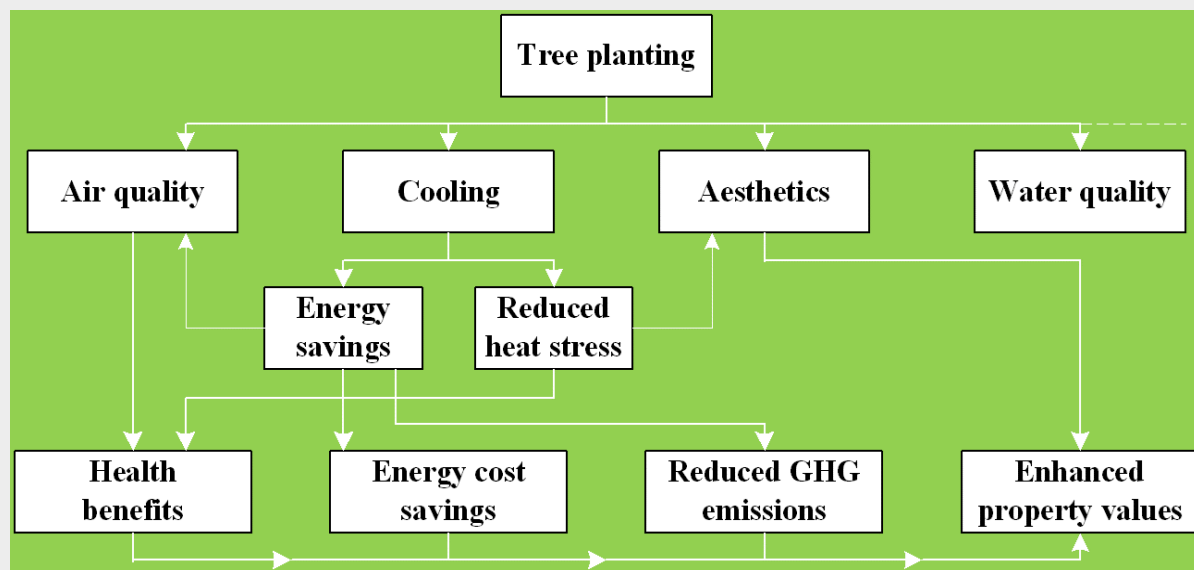 Tree planting
Air quality
Cooling
Aesthetics
Water quality
Energy
savings
Reduced
heat stress
Health
benefits
Energy cost
savings
Reduced GHG
emissions
Enhanced
property values